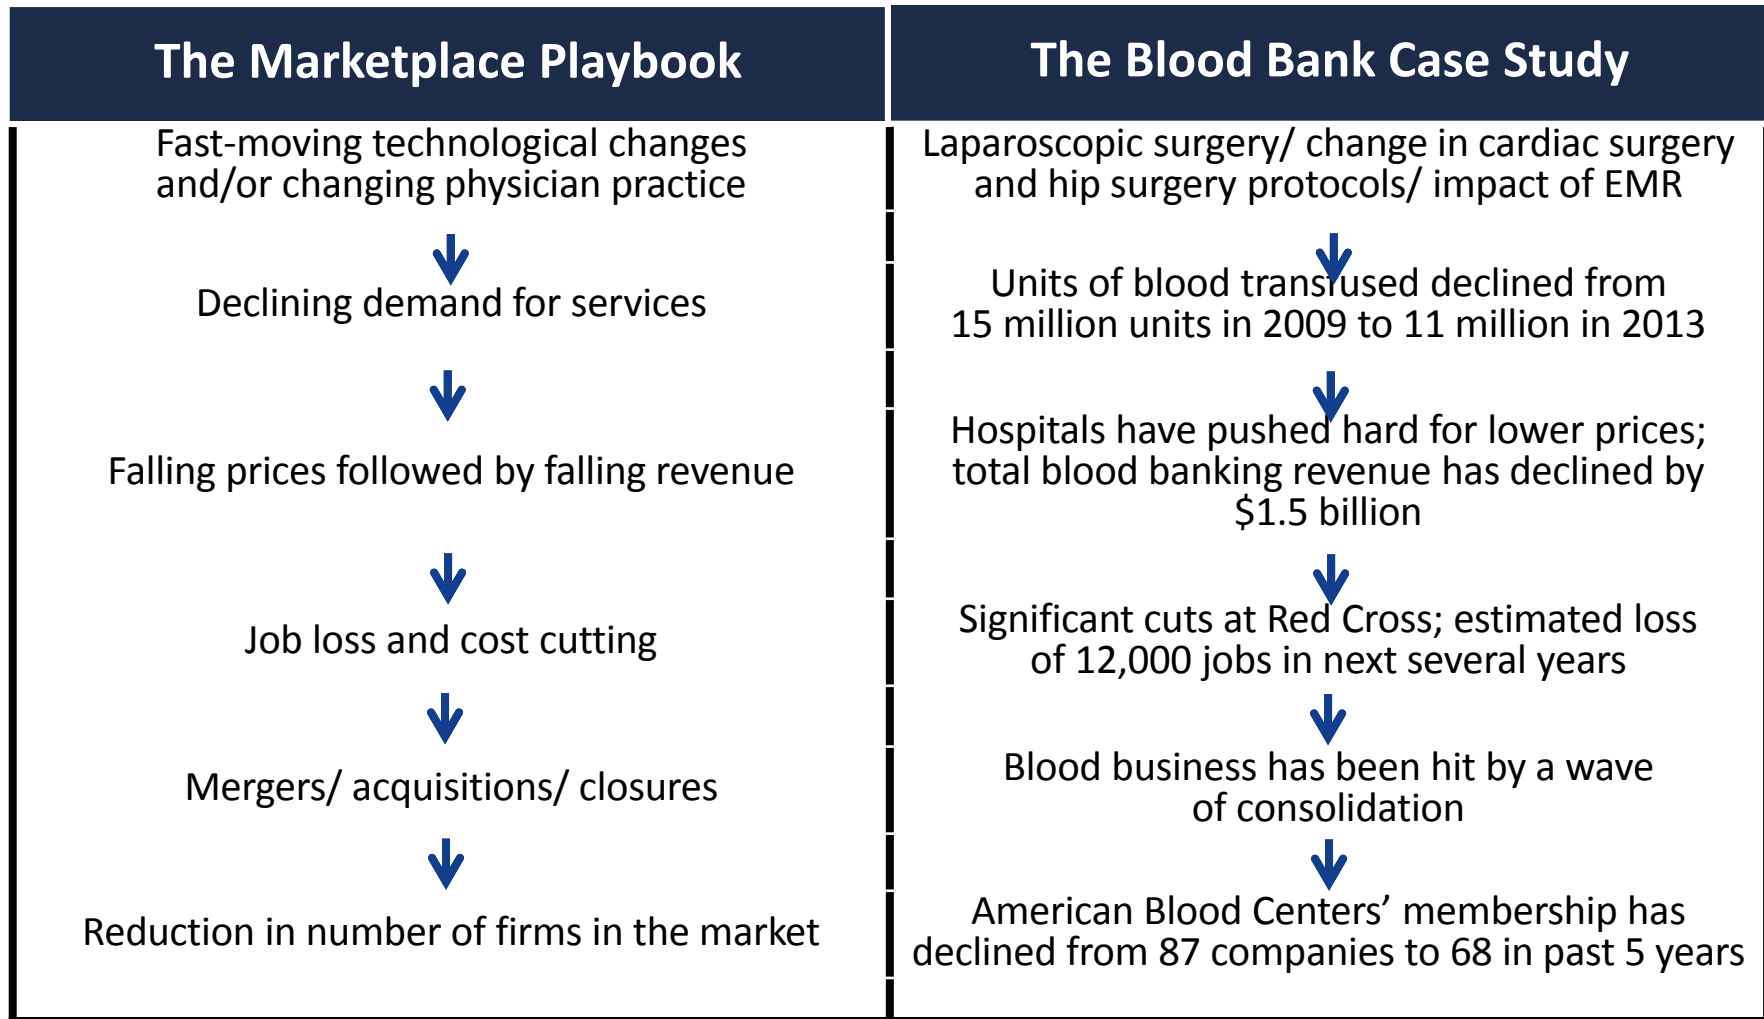 The Marketplace Playbook
The Blood Bank Case Study
Fast-moving technological changes
and/or changing physician practice
Laparoscopic surgery/ change in cardiac surgery
and hip surgery protocols/ impact of EMR
Declining demand for services
Units of blood transfused declined from
15 million units in 2009 to 11 million in 2013
Falling prices followed by falling revenue
Hospitals have pushed hard for lower prices;
total blood banking revenue has declined by
$1.5 billion
Job loss and cost cutting
Significant cuts at Red Cross; estimated loss
of 12,000 jobs in next several years
Mergers/ acquisitions/ closures
Blood business has been hit by a wave
of consolidation
Reduction in number of firms in the market
American Blood Centers’ membership has
declined from 87 companies to 68 in past 5 years